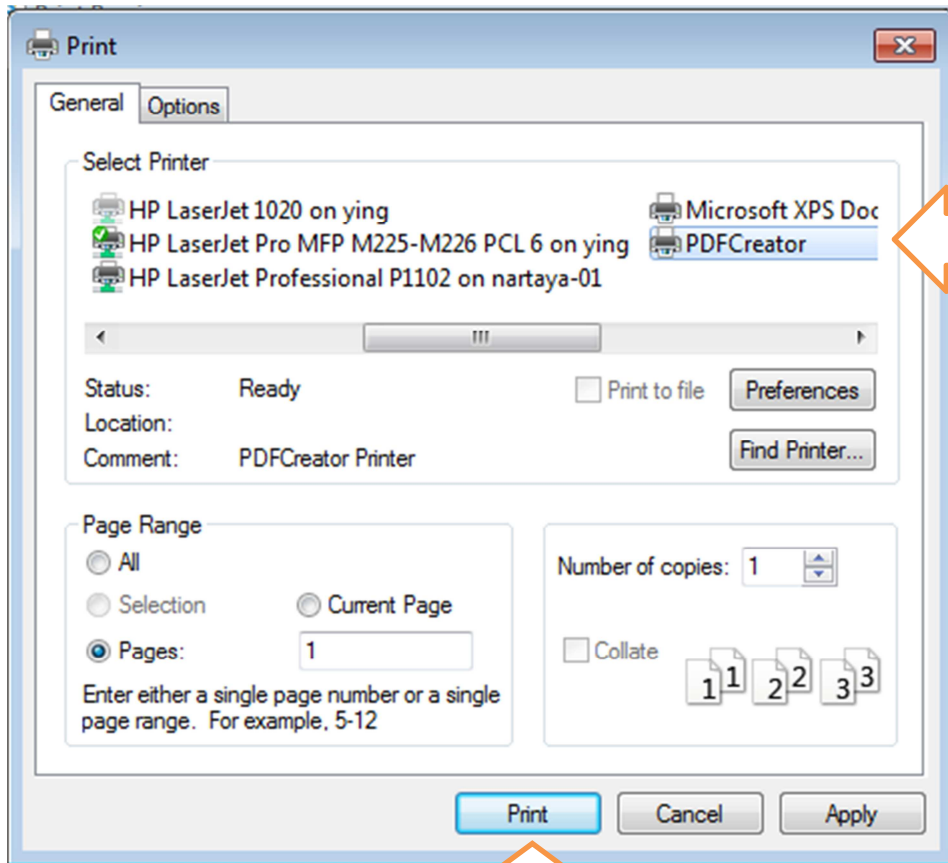 Print
General Options
Select Printer
HP LaserJet 1020 on ying
HP LaserJet Pro MFP M225-M226 PCL 6 on ying
HP LaserJet Professional P1102 on nartaya-01
Microsoft XPS Doc
PDFCreator
Status: Ready
Print to file
Preferences
Location:
Comment: PDFCreator Printer
Find Printer...
Page Range
All
Selection
Current Page
Pages: 1
Enter either a single page number or a single
page range. For example, 5-12
Number of copies: 1
Collate
1 1 2 2 3 3
Print Cancel Apply